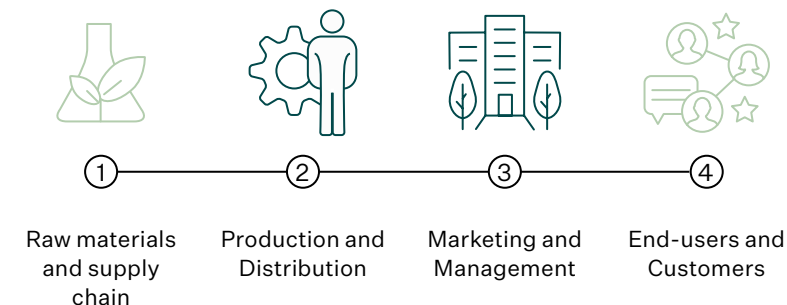 1
2
3
4
Raw materials
and supply
chain
Production and
Distribution
Marketing and
Management
End-users and
Customers